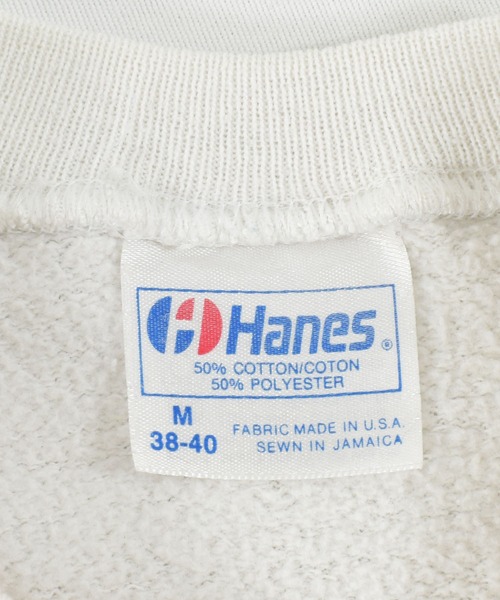 Hanes®
50% COTTON/COTON
50% POLYESTER
M
38-40
FABRIC MADE IN U.S.A.
SEWN IN JAMAICA